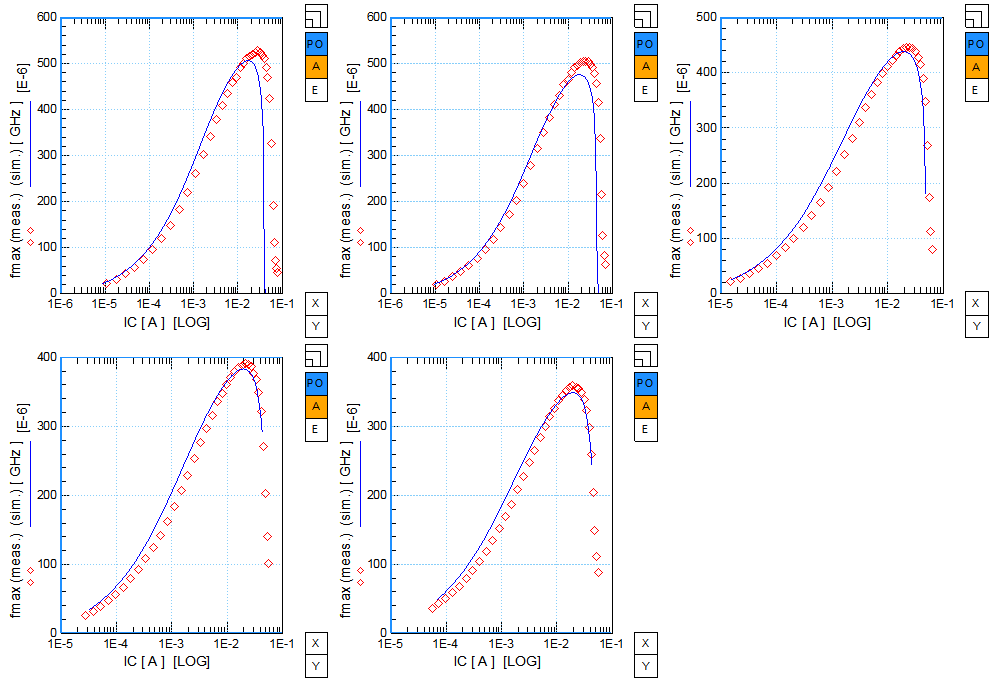 600
500
400
300
200
100
0
1E-6 1E-5 1E-4 1E-3 1E-2 1E-1
IC [ A ] [LOG]
fmax (meas.) (sim.) [ GHz ] [E-6]
PO
A
E
X
Y
600
500
400
300
200
100
0
1E-6 1E-5 1E-4 1E-3 1E-2 1E-1
IC [ A ] [LOG]
fmax (meas.) (sim.) [ GHz ] [E-6]
PO
A
E
X
Y
500
400
300
200
100
0
1E-5 1E-4 1E-3 1E-2 1E-1
IC [ A ] [LOG]
fmax (meas.) (sim.) [ GHz ] [E-6]
PO
A
E
X
Y
400
300
200
100
0
1E-5 1E-4 1E-3 1E-2 1E-1
IC [ A ] [LOG]
fmax (meas.) (sim.) [ GHz ] [E-6]
PO
A
E
X
Y
400
300
200
100
0
1E-5 1E-4 1E-3 1E-2 1E-1
IC [ A ] [LOG]
fmax (meas.) (sim.) [ GHz ] [E-6]
PO
A
E
X
Y